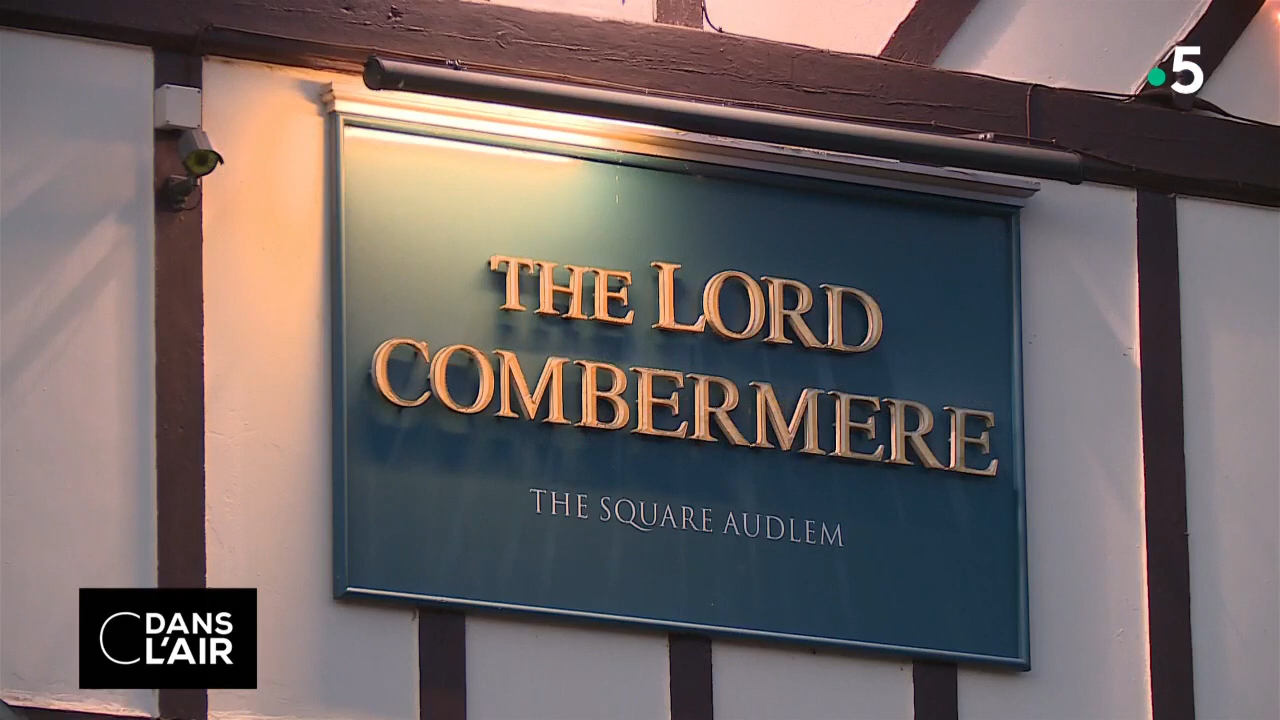 5
THE LORD
COMBERMERE
THE SQUARE AUDLEM
C DANS
L'AIR